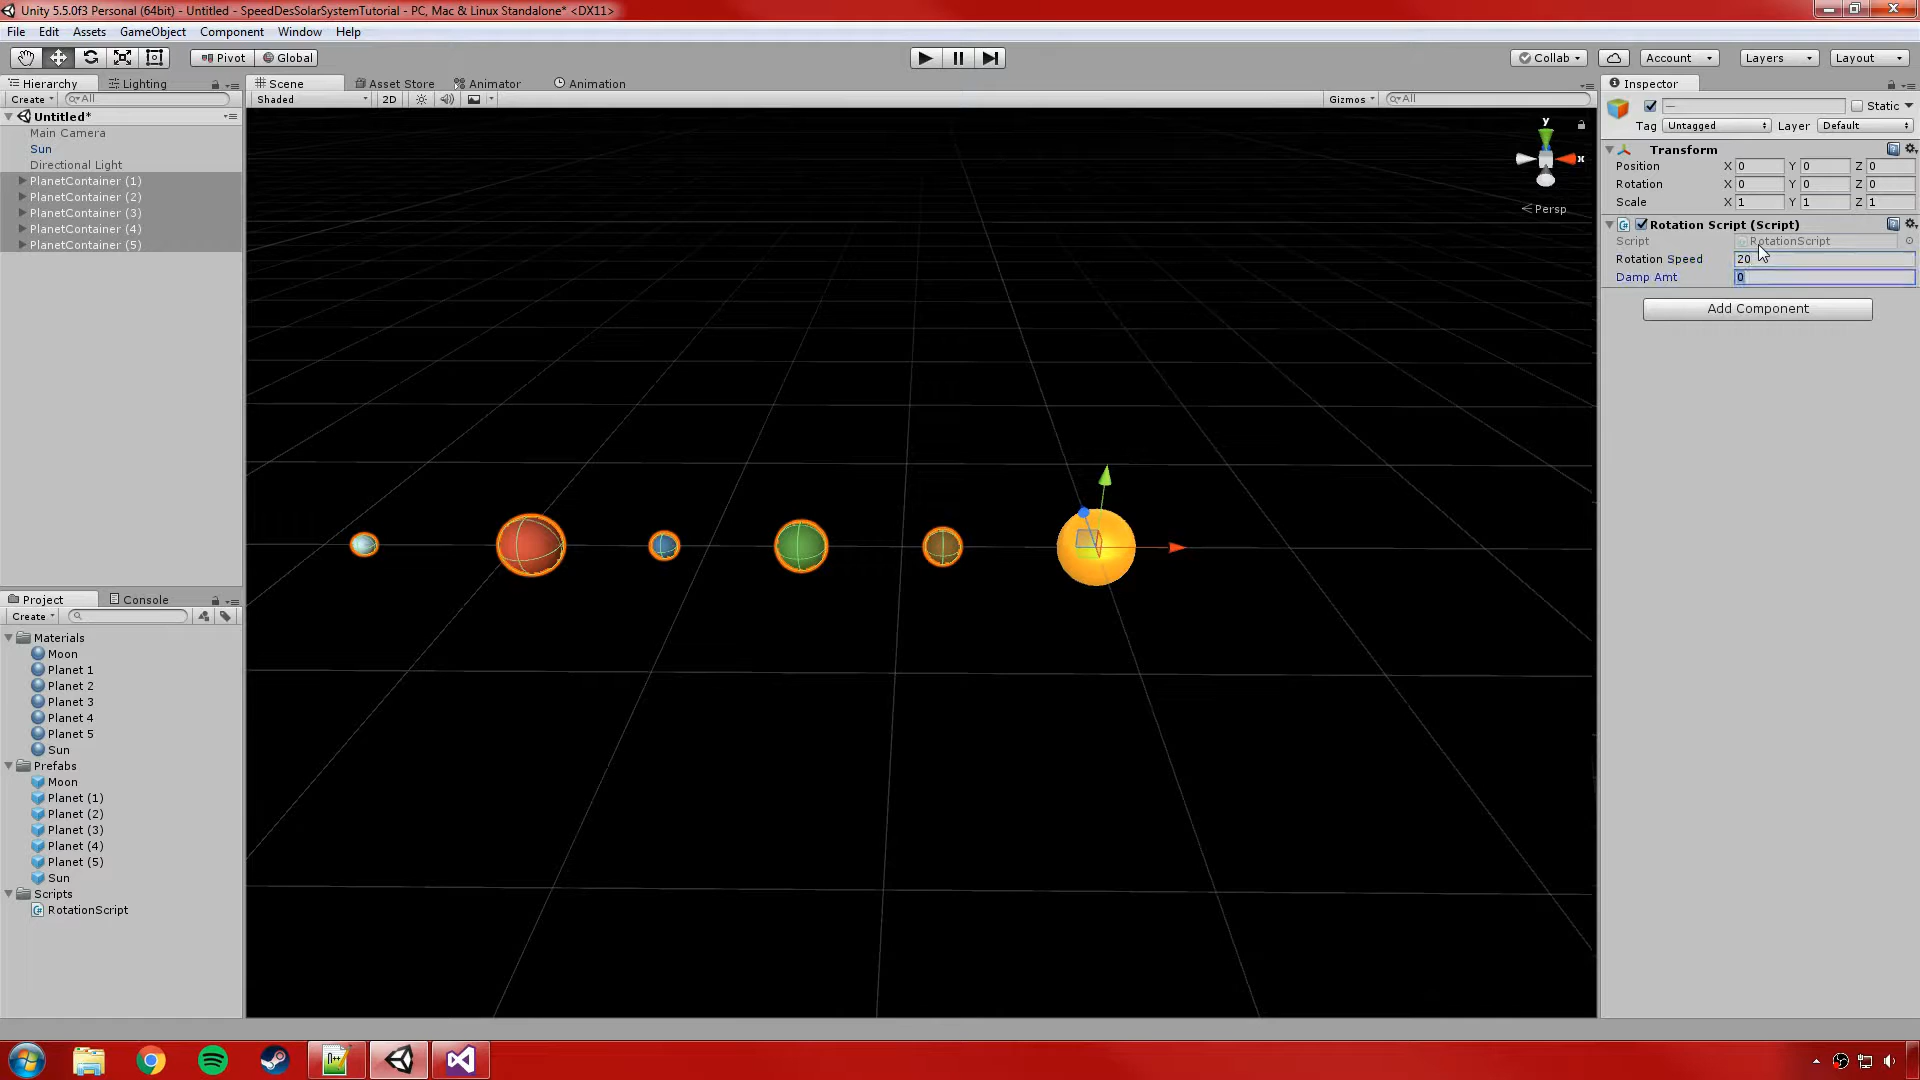 Unity 5.5.0f3 Personal (64bit) - Untitled - SpeedDesSolarSystemTutorial - PC, Mac & Linux Standalone* <DX11>
File Edit Assets GameObject Component Window Help
Pivot Global
Collab Account Layers Layout
Hierarchy Lighting
Create All
Untitled*
Main Camera
Sun
Directional Light
PlanetContainer (1)
PlanetContainer (2)
PlanetContainer (3)
PlanetContainer (4)
PlanetContainer (5)
Scene Asset Store Animator Animation
Shaded 2D Gizmos All
y
x
Persp
Inspector
— Static
Tag Untagged Layer Default
Transform
Position X 0 Y 0 Z 0
Rotation X 0 Y 0 Z 0
Scale X 1 Y 1 Z 1
Rotation Script (Script)
Script RotationScript
Rotation Speed 20
Damp Amt 0
Add Component
Project Console
Create
Materials
Moon
Planet 1
Planet 2
Planet 3
Planet 4
Planet 5
Sun
Prefabs
Moon
Planet (1)
Planet (2)
Planet (3)
Planet (4)
Planet (5)
Sun
Scripts
RotationScript